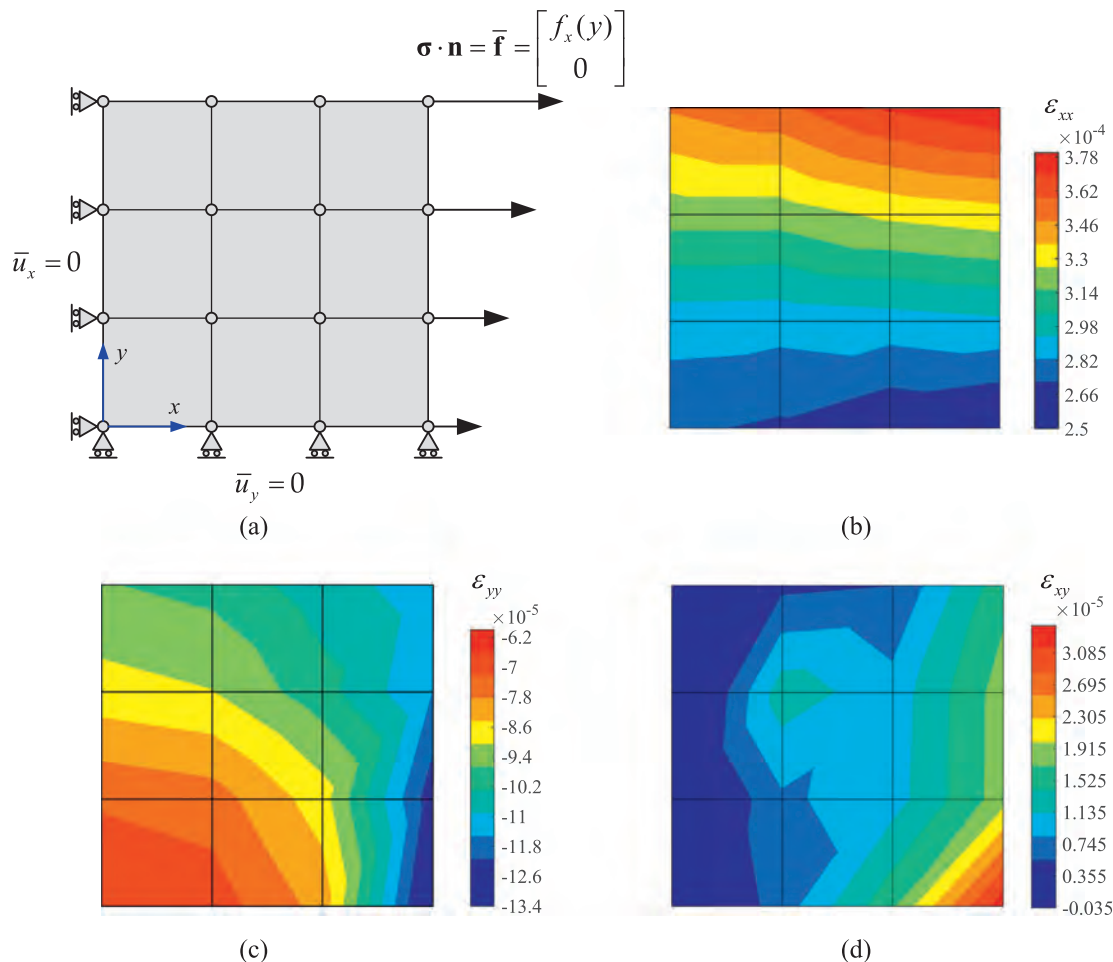 σ · n = f̄ = [f_x(y)
0]
ū_x = 0
y
x
ū_y = 0
(a)
ε_xx
×10⁻⁴
3.78
3.62
3.46
3.3
3.14
2.98
2.82
2.66
2.5
(b)
ε_yy
×10⁻⁵
-6.2
-7
-7.8
-8.6
-9.4
-10.2
-11
-11.8
-12.6
-13.4
(c)
ε_xy
×10⁻⁵
3.085
2.695
2.305
1.915
1.525
1.135
0.745
0.355
-0.035
(d)